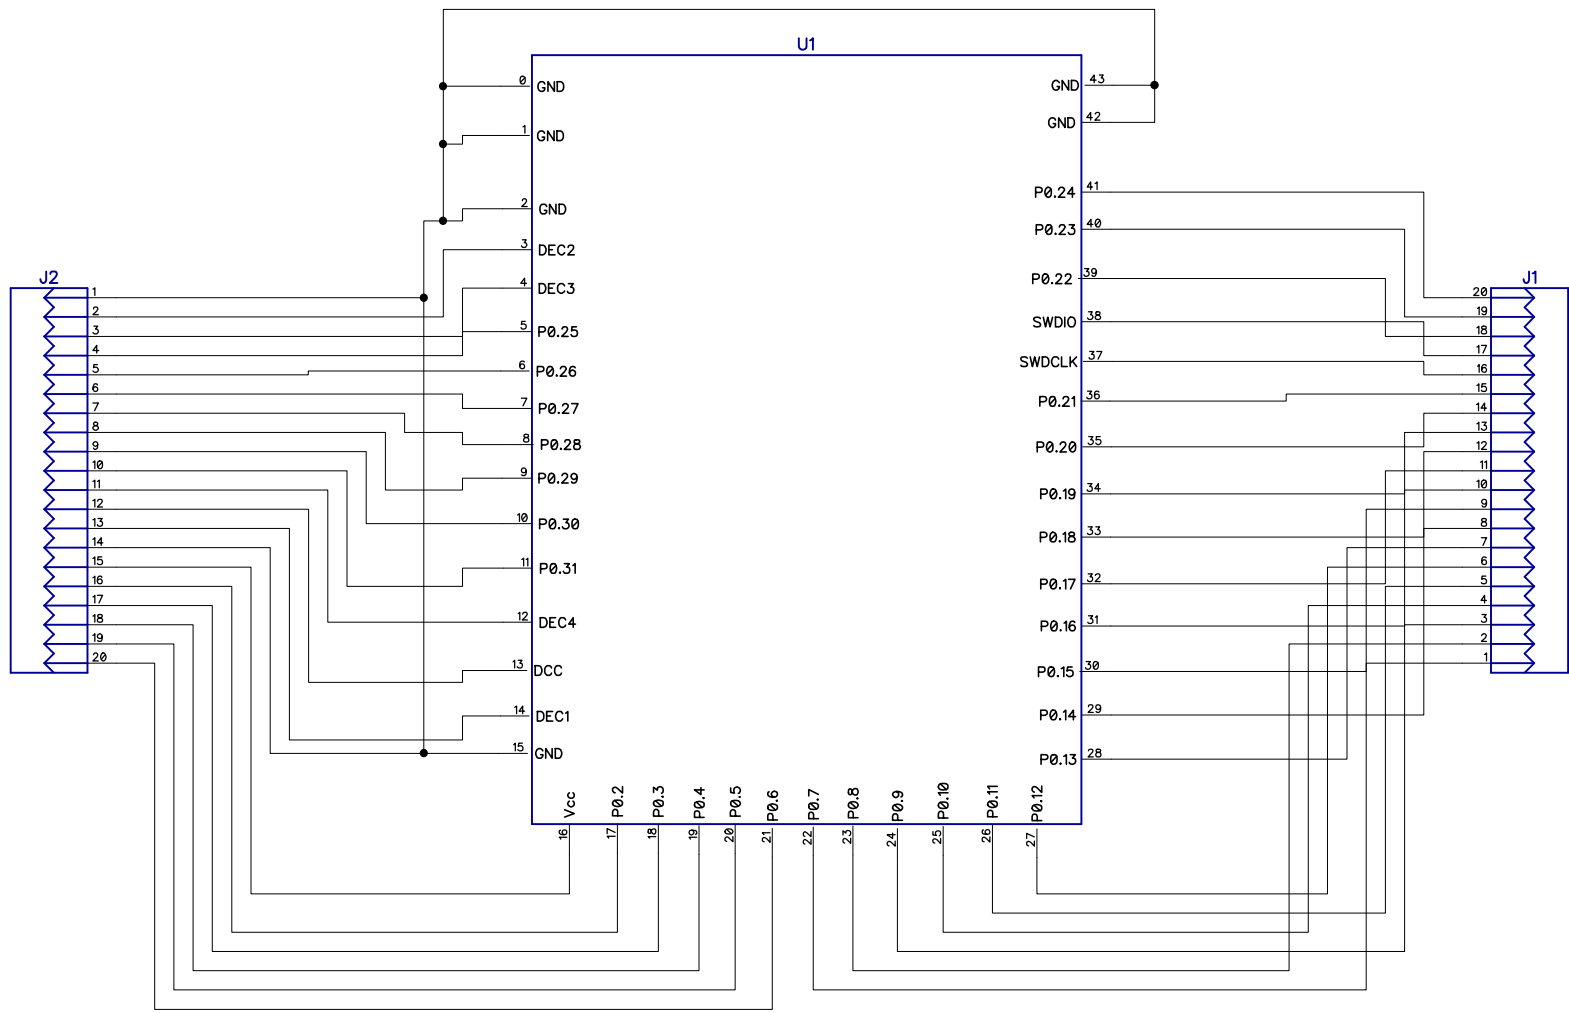 U1
0 GND
1 GND
2 GND
3 DEC2
4 DEC3
5 P0.25
6 P0.26
7 P0.27
8 P0.28
9 P0.29
10 P0.30
11 P0.31
12 DEC4
13 DCC
14 DEC1
15 GND
GND 43
GND 42
P0.24 41
P0.23 40
P0.22 39
SWDIO 38
SWDCLK 37
P0.21 36
P0.20 35
P0.19 34
P0.18 33
P0.17 32
P0.16 31
P0.15 30
P0.14 29
P0.13 28
Vcc 16
P0.2 17
P0.3 18
P0.4 19
P0.5 20
P0.6 21
P0.7 22
P0.8 23
P0.9 24
P0.10 25
P0.11 26
P0.12 27
J2
1
2
3
4
5
6
7
8
9
10
11
12
13
14
15
16
17
18
19
20
J1
20
19
18
17
16
15
14
13
12
11
10
9
8
7
6
5
4
3
2
1